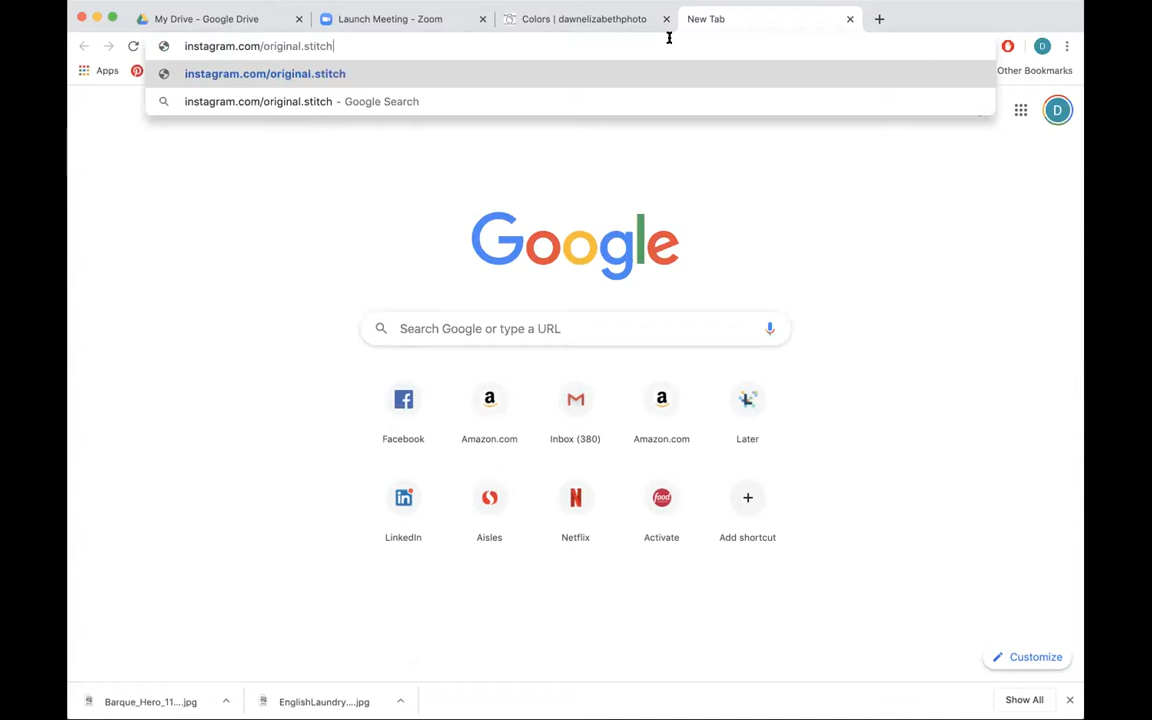 My Drive - Google Drive
Launch Meeting - Zoom
Colors | dawnelizabethphoto
New Tab
instagram.com/original.stitch
D
Apps
instagram.com/original.stitch
Other Bookmarks
instagram.com/original.stitch - Google Search
D
Google
Search Google or type a URL
Facebook
Amazon.com
Inbox (380)
Amazon.com
Later
LinkedIn
Aisles
Netflix
Activate
Add shortcut
Customize
Barque_Hero_11....jpg
EnglishLaundry....jpg
Show All